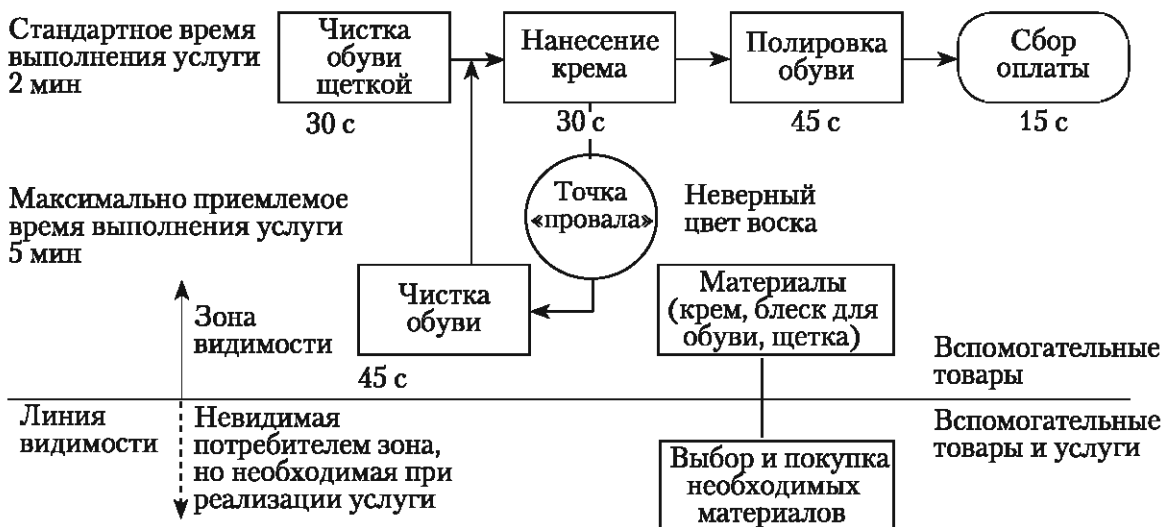 Стандартное время
выполнения услуги
2 мин
Чистка
обуви
щеткой
30 с
Нанесение
крема
30 с
Полировка
обуви
45 с
Сбор
оплаты
15 с
Максимально приемлемое
время выполнения услуги
5 мин
Точка
«провала»
Неверный
цвет воска
Чистка
обуви
45 с
Материалы
(крем, блеск для
обуви, щетка)
Зона
видимости
Вспомогательные
товары
Линия
видимости
Невидимая
потребителем зона,
но необходимая при
реализации услуги
Выбор и покупка
необходимых
материалов
Вспомогательные
товары и услуги